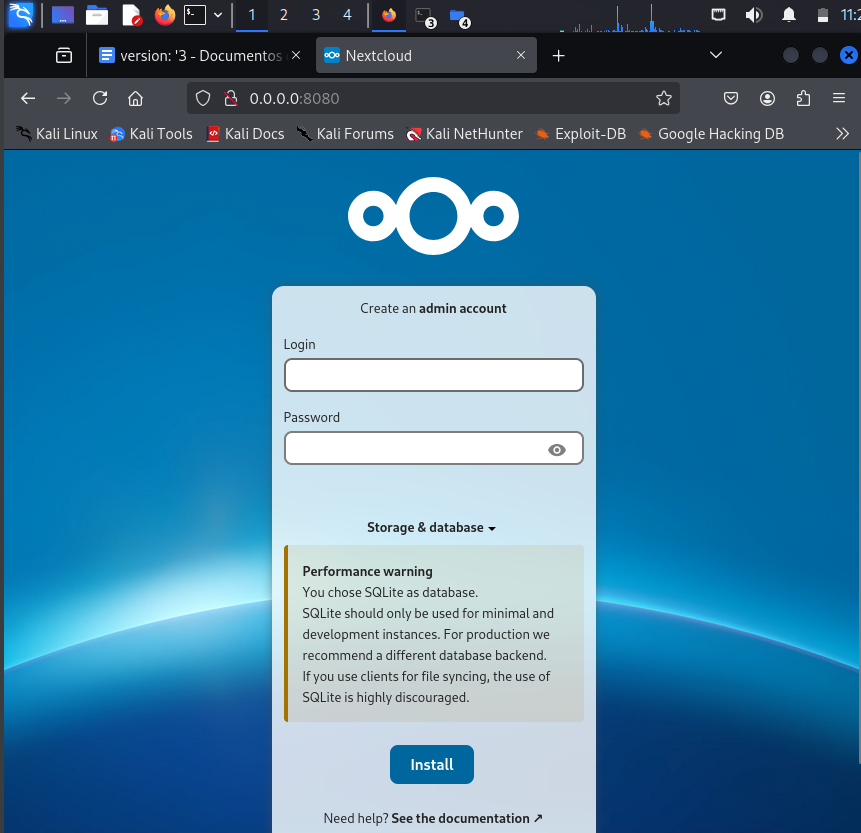 1 2 3 4 3 4
version: '3 - Documentos
Nextcloud
0.0.0.0:8080
Kali Linux Kali Tools Kali Docs Kali Forums Kali NetHunter Exploit-DB Google Hacking DB
Create an admin account
Login
Password
Storage & database
Performance warning
You chose SQLite as database.
SQLite should only be used for minimal and
development instances. For production we
recommend a different database backend.
If you use clients for file syncing, the use of
SQLite is highly discouraged.
Install
Need help? See the documentation ↗